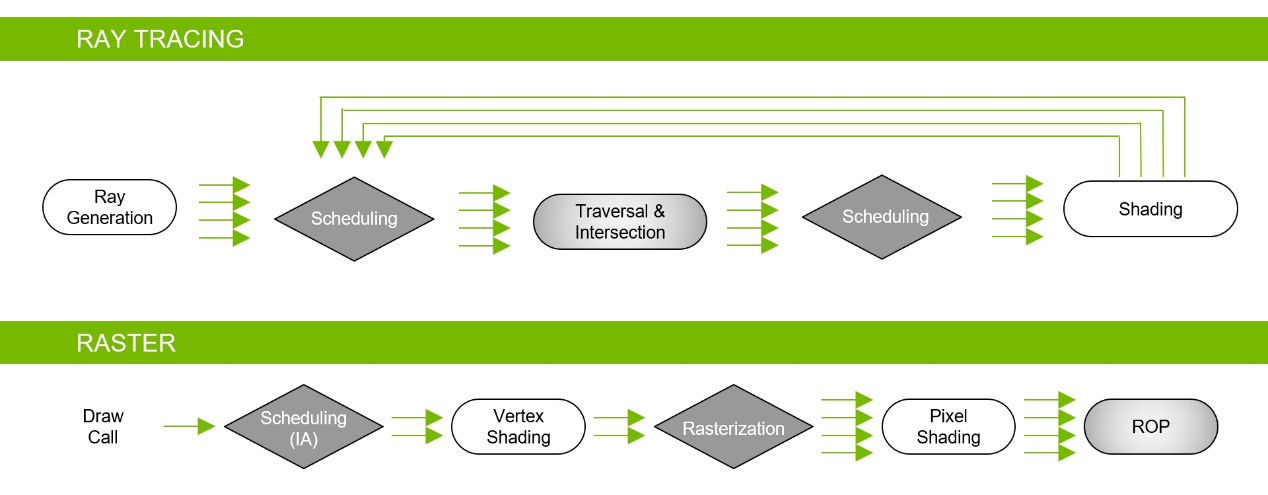 RAY TRACING
Ray
Generation
Scheduling
Traversal &
Intersection
Scheduling
Shading
RASTER
Draw
Call
Scheduling
(IA)
Vertex
Shading
Rasterization
Pixel
Shading
ROP